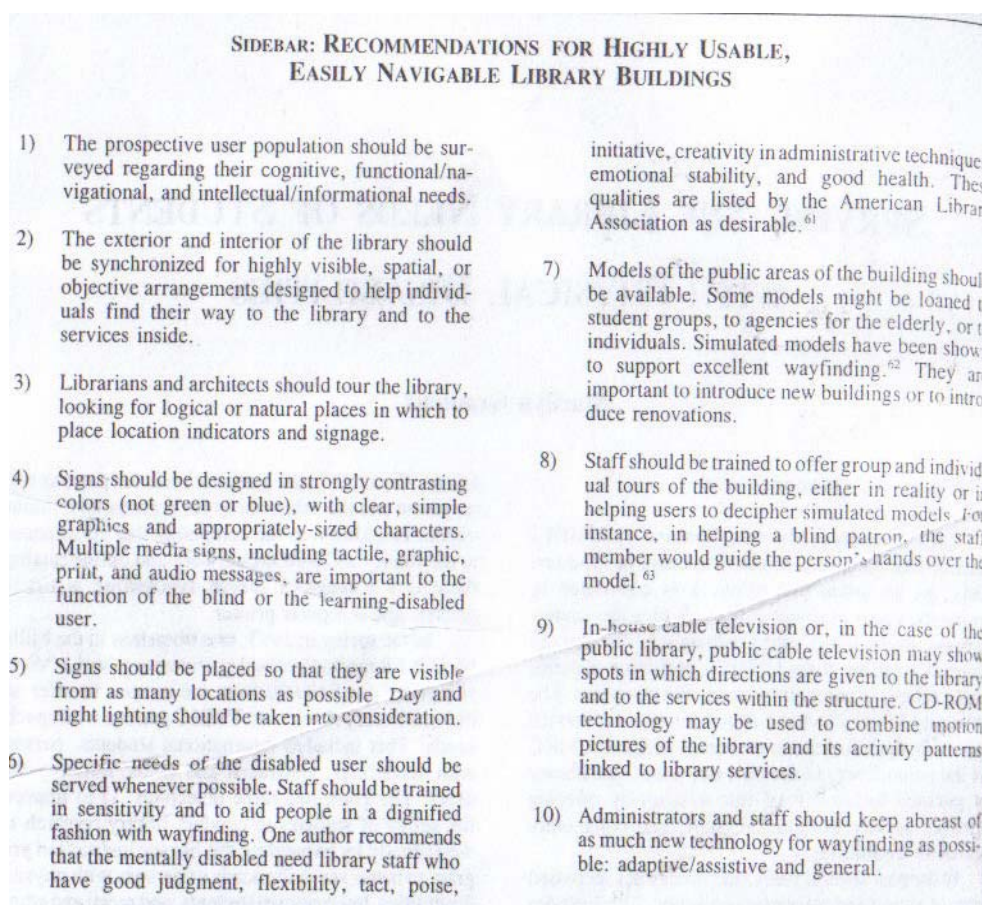 SIDEBAR: RECOMMENDATIONS FOR HIGHLY USABLE,
EASILY NAVIGABLE LIBRARY BUILDINGS
1) The prospective user population should be sur-
veyed regarding their cognitive, functional/na-
vigational, and intellectual/informational needs.
2) The exterior and interior of the library should
be synchronized for highly visible, spatial, or
objective arrangements designed to help individ-
uals find their way to the library and to the
services inside.
3) Librarians and architects should tour the library,
looking for logical or natural places in which to
place location indicators and signage.
4) Signs should be designed in strongly contrasting
colors (not green or blue), with clear, simple
graphics and appropriately-sized characters.
Multiple media signs, including tactile, graphic,
print, and audio messages, are important to the
function of the blind or the learning-disabled
user.
5) Signs should be placed so that they are visible
from as many locations as possible Day and
night lighting should be taken into consideration.
6) Specific needs of the disabled user should be
served whenever possible. Staff should be trained
in sensitivity and to aid people in a dignified
fashion with wayfinding. One author recommends
that the mentally disabled need library staff who
have good judgment, flexibility, tact, poise,
initiative, creativity in administrative technique
emotional stability, and good health. Thes
qualities are listed by the American Librar
Association as desirable.61
7) Models of the public areas of the building shoul
be available. Some models might be loaned t
student groups, to agencies for the elderly, or t
individuals. Simulated models have been show
to support excellent wayfinding.62 They ar
important to introduce new buildings or to intro
duce renovations.
8) Staff should be trained to offer group and individ
ual tours of the building, either in reality or i
helping users to decipher simulated models For
instance, in helping a blind patron, the staf
member would guide the person's hands over the
model.63
9) In-house cable television or, in the case of the
public library, public cable television may show
spots in which directions are given to the library
and to the services within the structure. CD-ROM
technology may be used to combine motion
pictures of the library and its activity patterns
linked to library services.
10) Administrators and staff should keep abreast of
as much new technology for wayfinding as possi-
ble: adaptive/assistive and general.